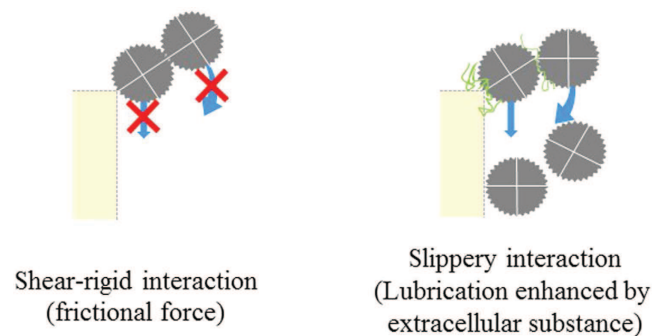 Shear-rigid interaction
(frictional force)
Slippery interaction
(Lubrication enhanced by
extracellular substance)